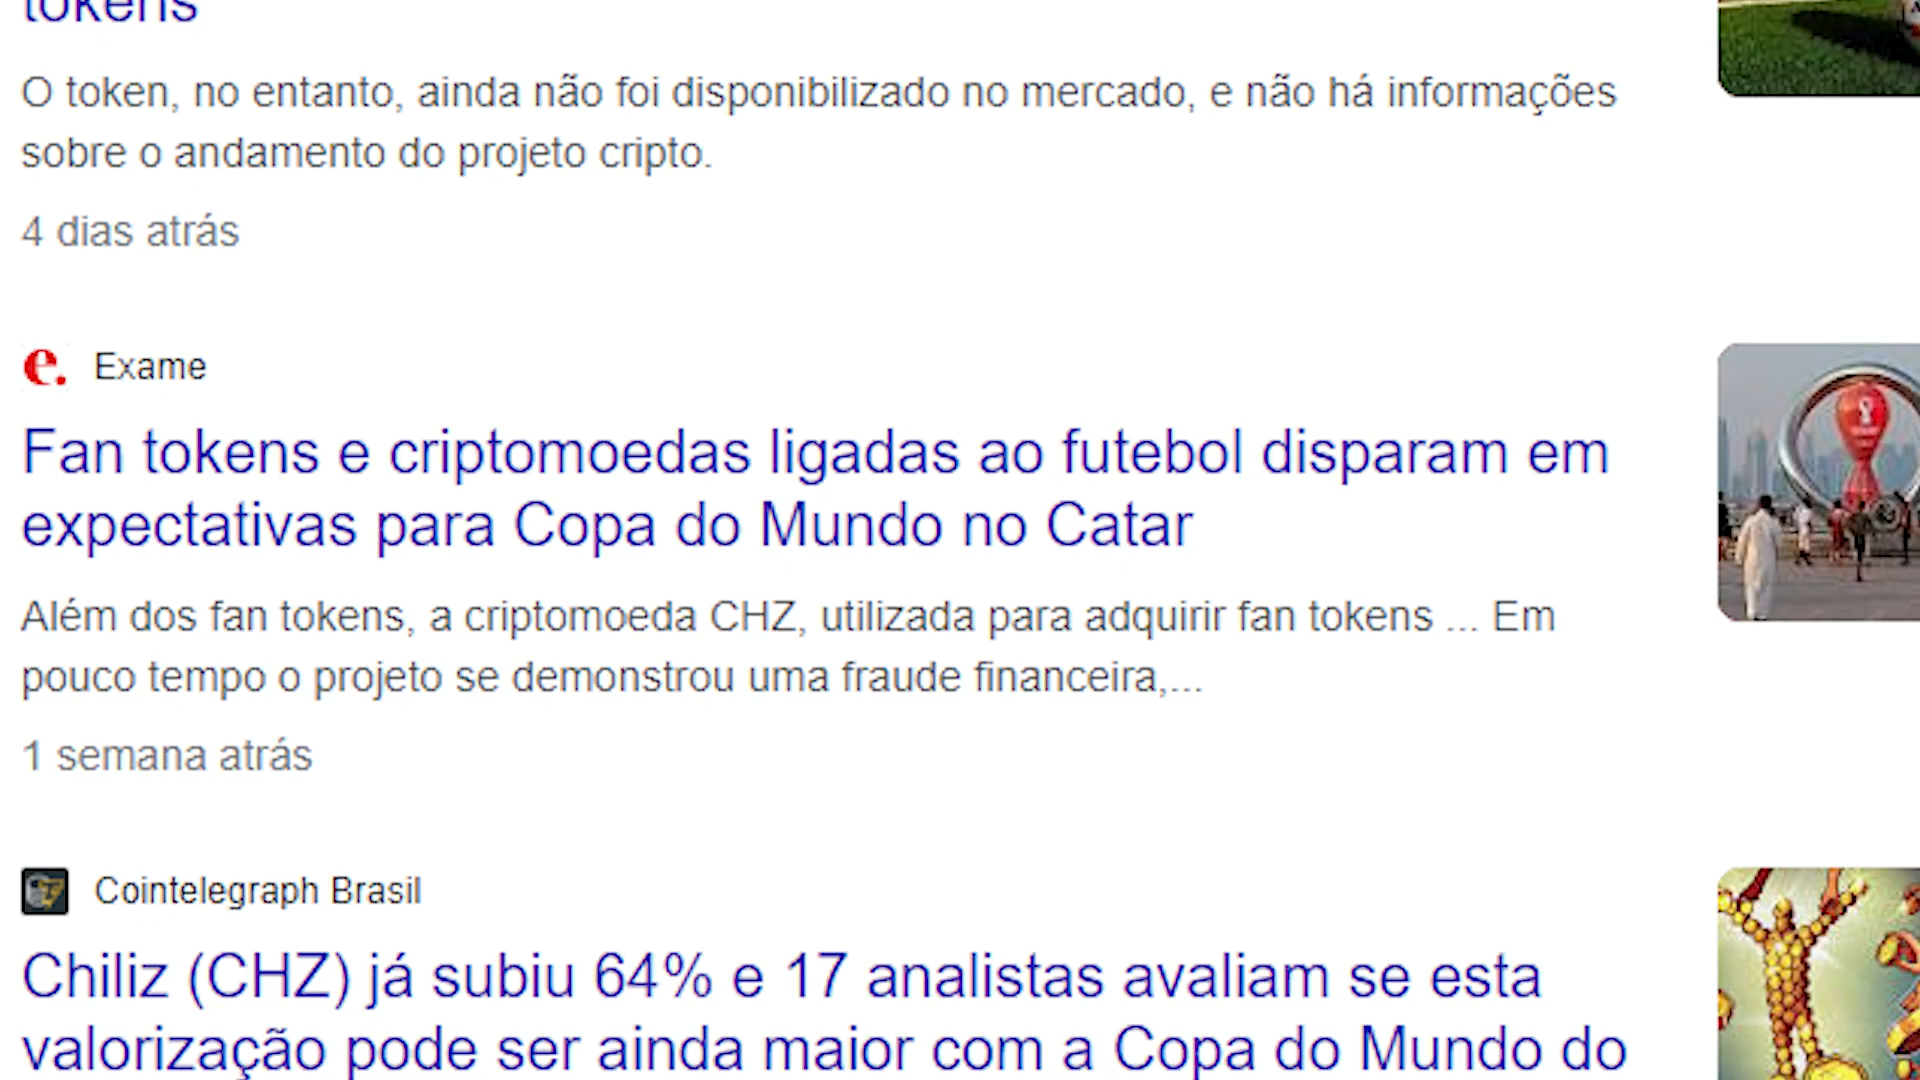 tokens
O token, no entanto, ainda não foi disponibilizado no mercado, e não há informações
sobre o andamento do projeto cripto.
4 dias atrás
e. Exame
Fan tokens e criptomoedas ligadas ao futebol disparam em
expectativas para Copa do Mundo no Catar
Além dos fan tokens, a criptomoeda CHZ, utilizada para adquirir fan tokens ... Em
pouco tempo o projeto se demonstrou uma fraude financeira,...
1 semana atrás
Cointelegraph Brasil
Chiliz (CHZ) já subiu 64% e 17 analistas avaliam se esta
valorização pode ser ainda maior com a Copa do Mundo do